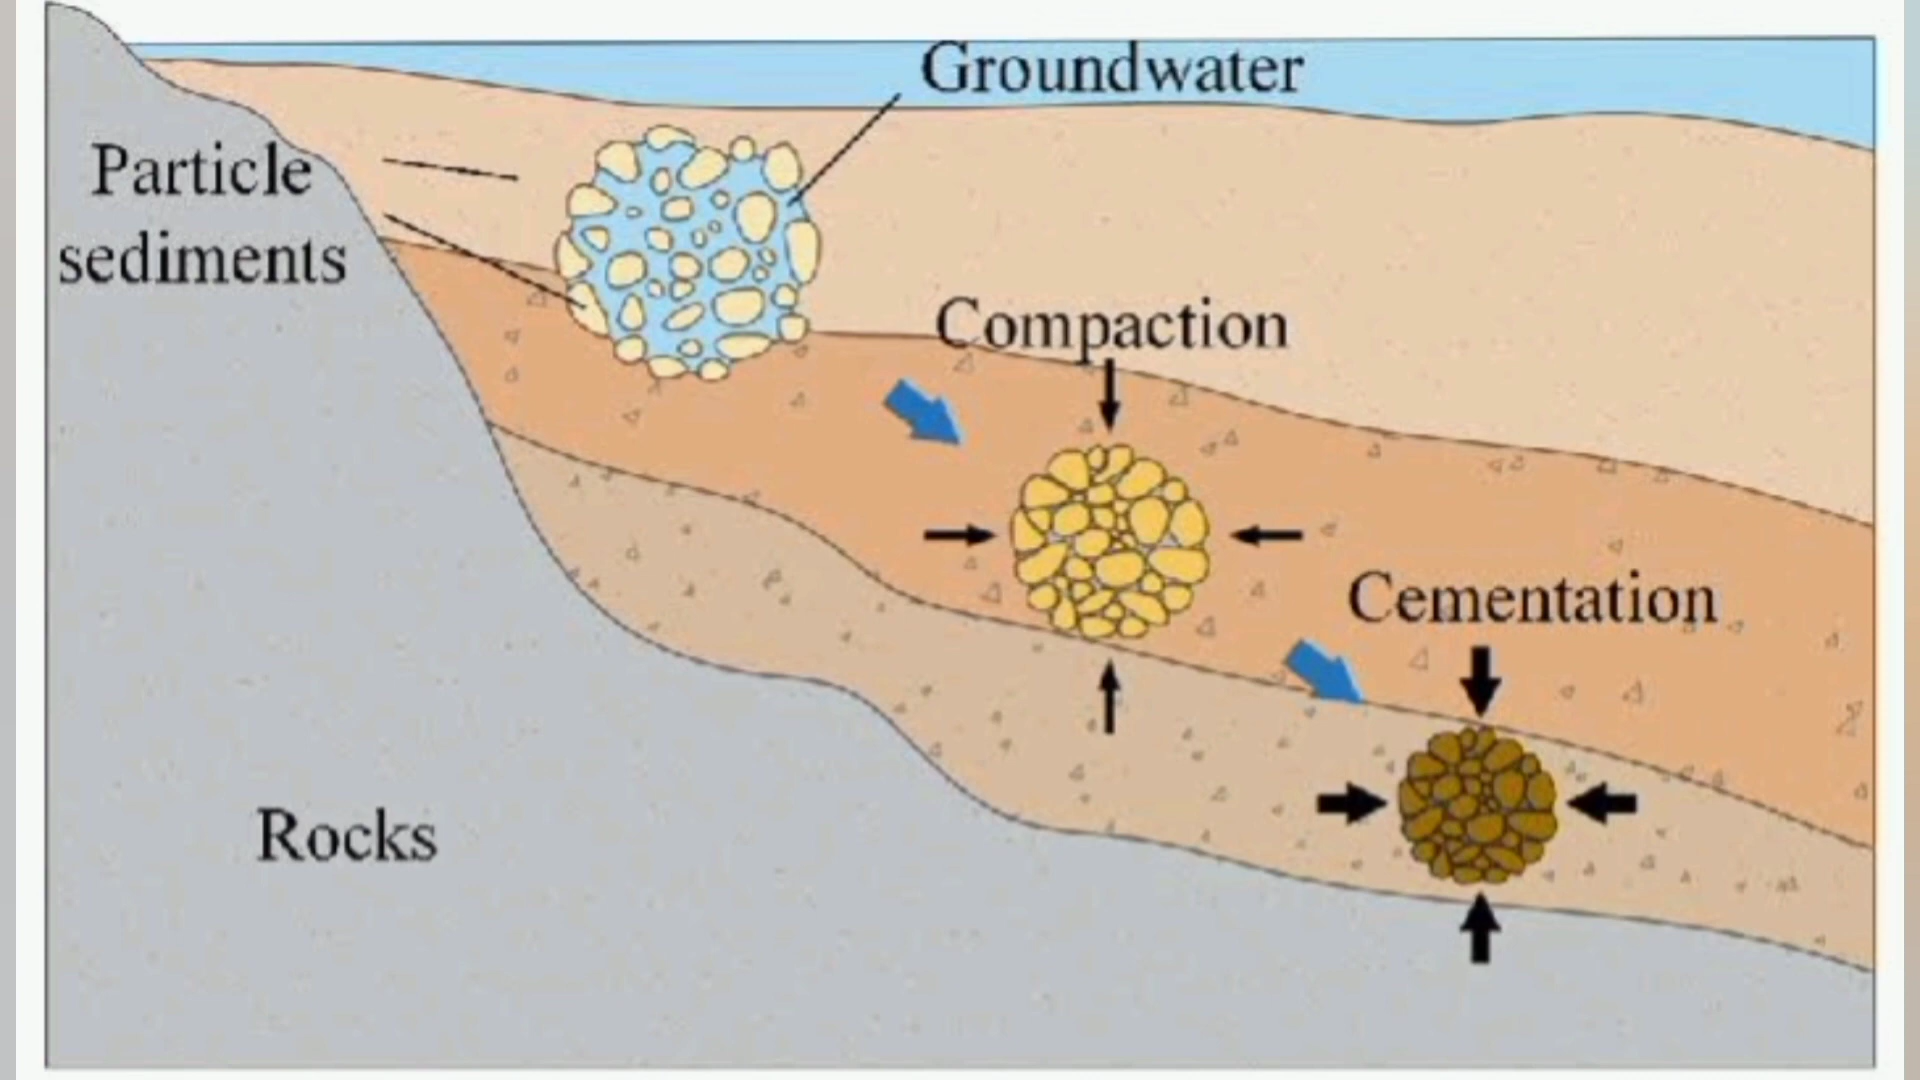 Groundwater
Particle
sediments
Compaction
Cementation
Rocks